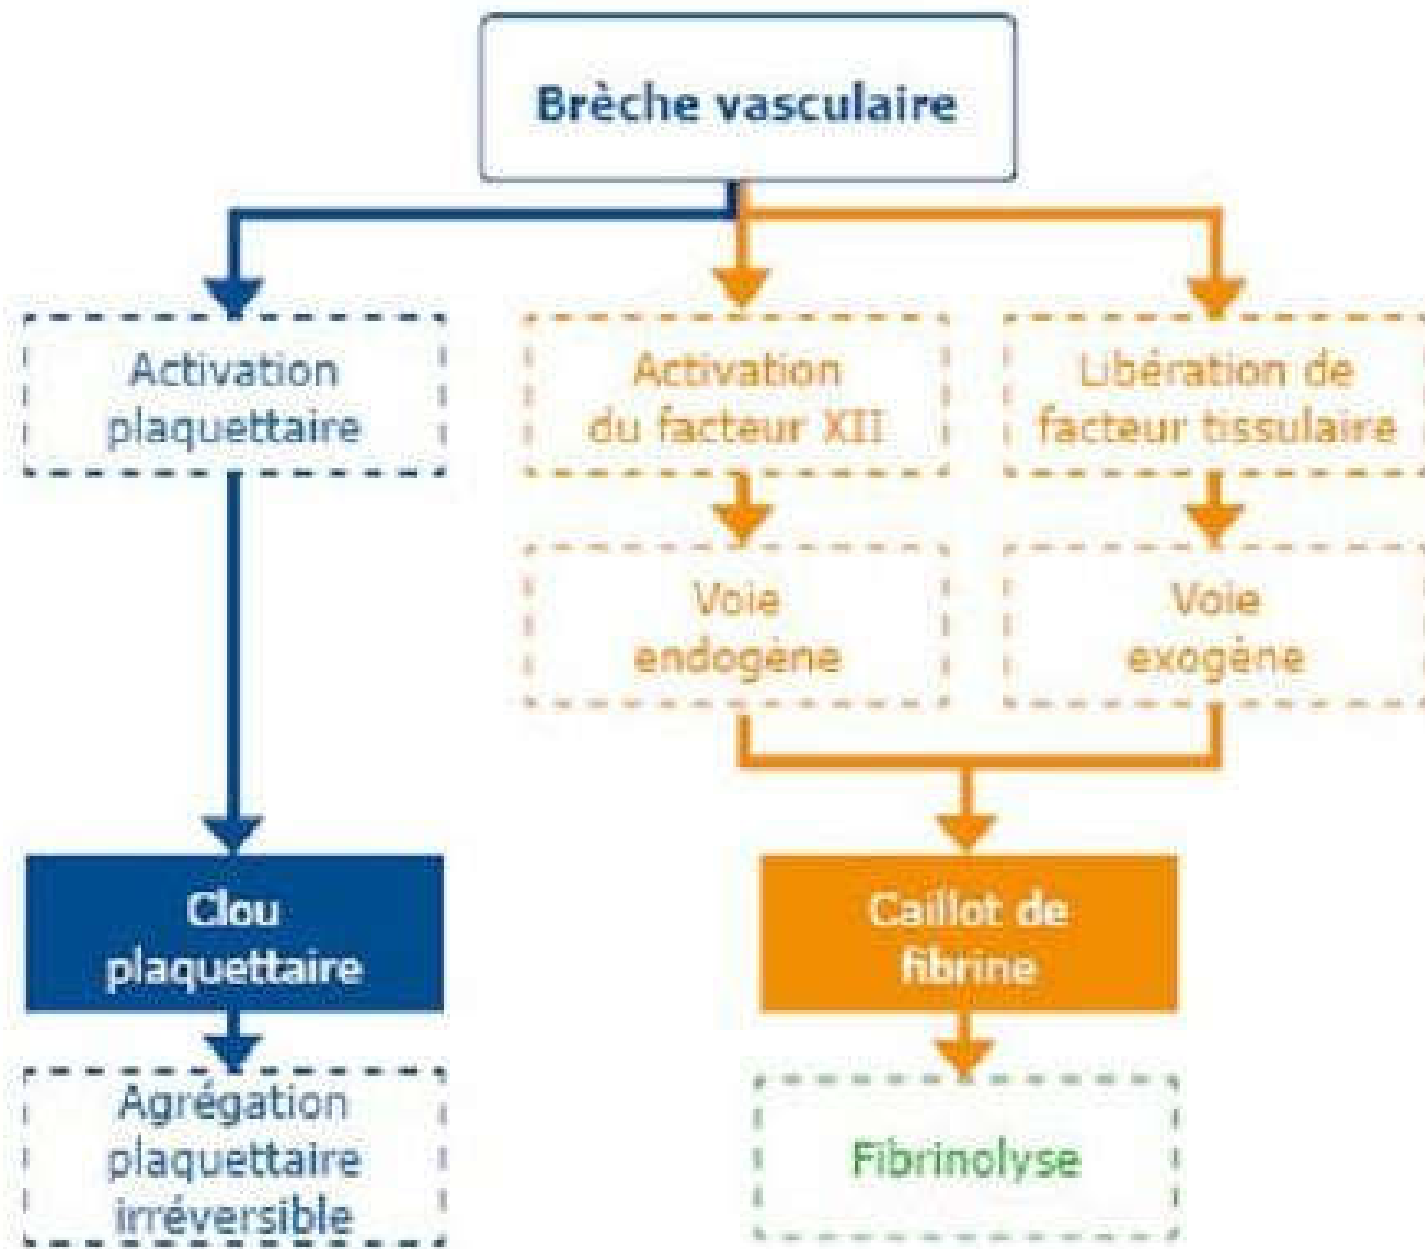 Brèche vasculaire
Activation
plaquettaire
Activation
du facteur XII
Libération de
facteur tissulaire
Voie
endogène
Voie
exogène
Clou
plaquettaire
Caillot de
fibrine
Agrégation
plaquettaire
irréversible
Fibrinolyse